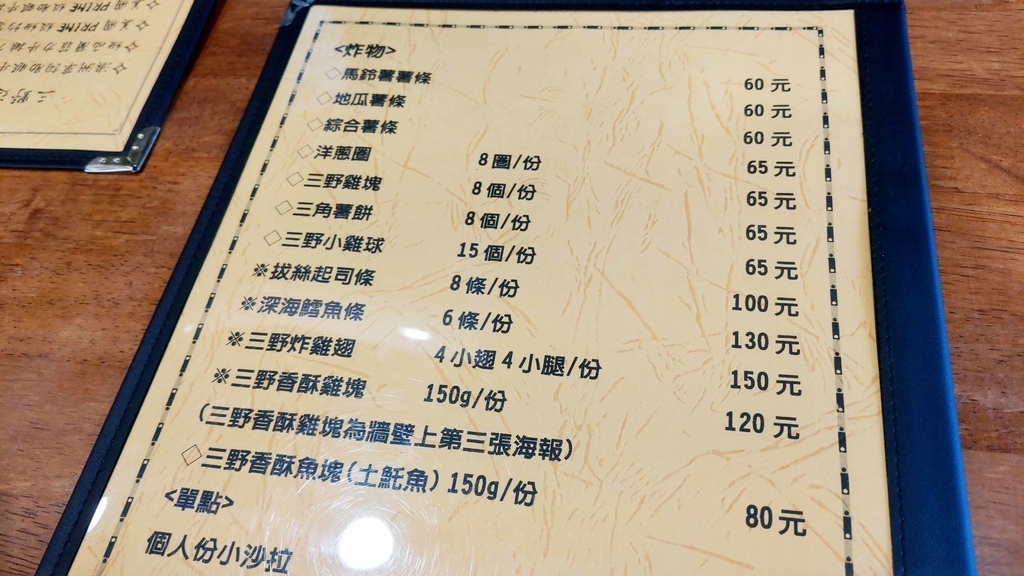 <炸物>
◇馬鈴薯薯條 60元
◇地瓜薯條 60元
◇綜合薯條 60元
◇洋蔥圈 8圈/份 65元
◇三野雞塊 8個/份 65元
◇三角薯餅 8個/份 65元
◇三野小雞球 15個/份 65元
※拔絲起司條 8條/份 100元
※深海鱈魚條 6條/份 130元
※三野炸雞翅 4小翅4小腿/份 150元
※三野香酥雞塊 150g/份 120元
(三野香酥雞塊為牆壁上第三張海報)
◇三野香酥魚塊(土魠魚) 150g/份 80元
<單點>
個人份小沙拉